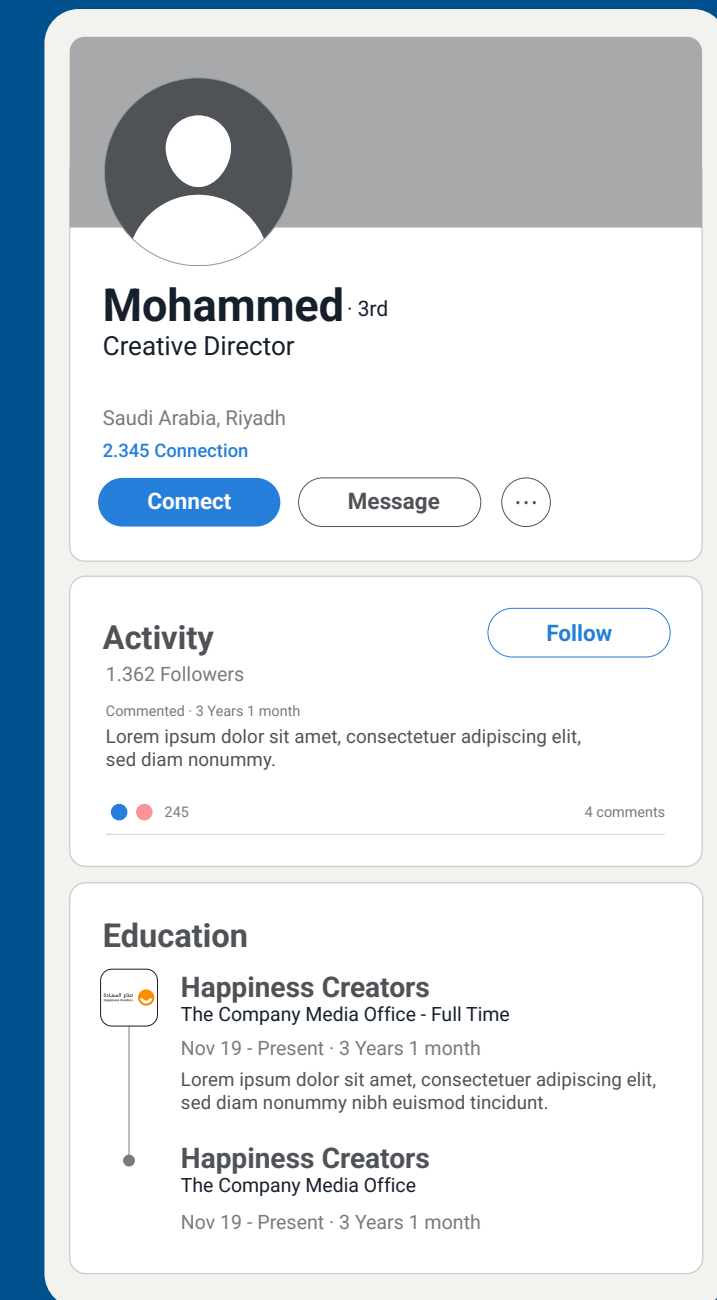 Mohammed · 3rd
Creative Director
Saudi Arabia, Riyadh
2.345 Connection
Connect
Message
...
Activity
Follow
1.362 Followers
Commented · 3 Years 1 month
Lorem ipsum dolor sit amet, consectetuer adipiscing elit,
sed diam nonummy.
245
4 comments
Education
صناع السعادة
Happiness Creators
Happiness Creators
The Company Media Office - Full Time
Nov 19 - Present · 3 Years 1 month
Lorem ipsum dolor sit amet, consectetuer adipiscing elit,
sed diam nonummy nibh euismod tincidunt.
Happiness Creators
The Company Media Office
Nov 19 - Present · 3 Years 1 month